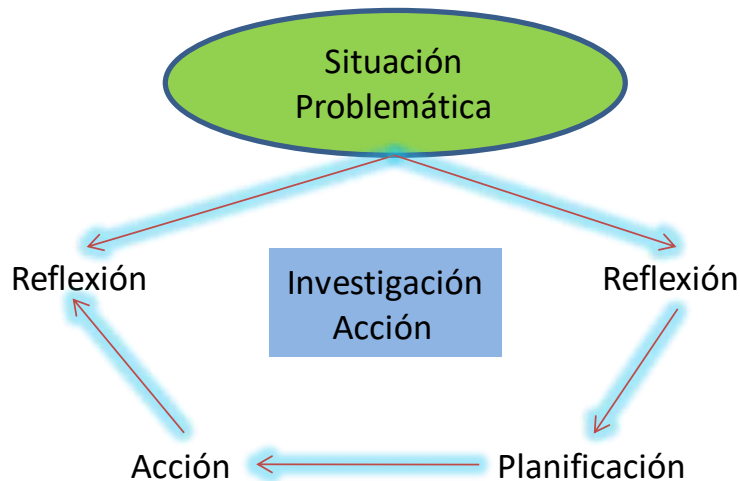 Situación
Problemática
Reflexión
Investigación
Acción
Reflexión
Acción
Planificación